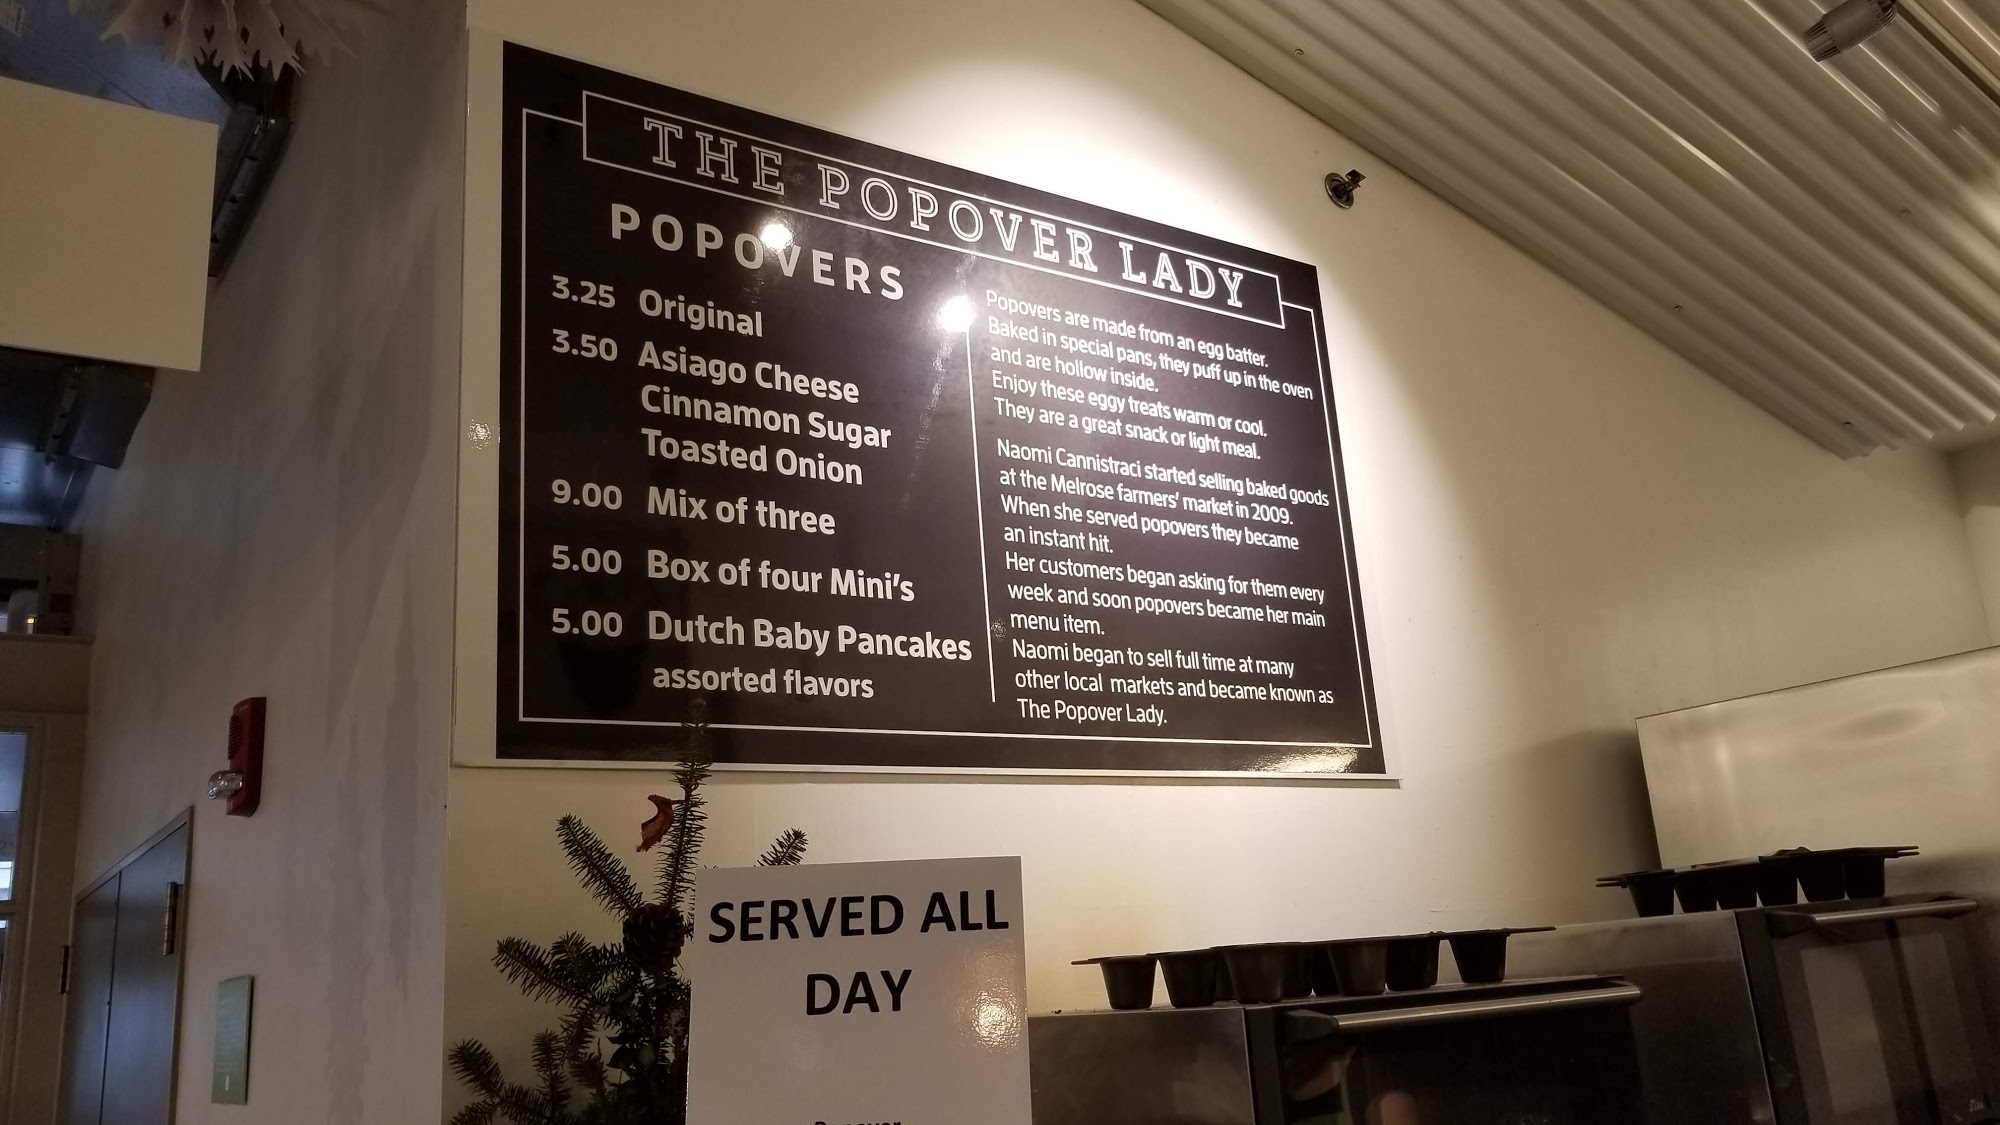 THE POPOVER LADY
POPOVERS
3.25 Original
3.50 Asiago Cheese
Cinnamon Sugar
Toasted Onion
9.00 Mix of three
5.00 Box of four Mini's
5.00 Dutch Baby Pancakes
assorted flavors
Popovers are made from an egg batter.
Baked in special pans, they puff up in the oven
and are hollow inside.
Enjoy these eggy treats warm or cool.
They are a great snack or light meal.
Naomi Cannistraci started selling baked goods
at the Melrose farmers' market in 2009.
When she served popovers they became
an instant hit.
Her customers began asking for them every
week and soon popovers became her main
menu item.
Naomi began to sell full time at many
other local markets and became known as
The Popover Lady.
SERVED ALL
DAY